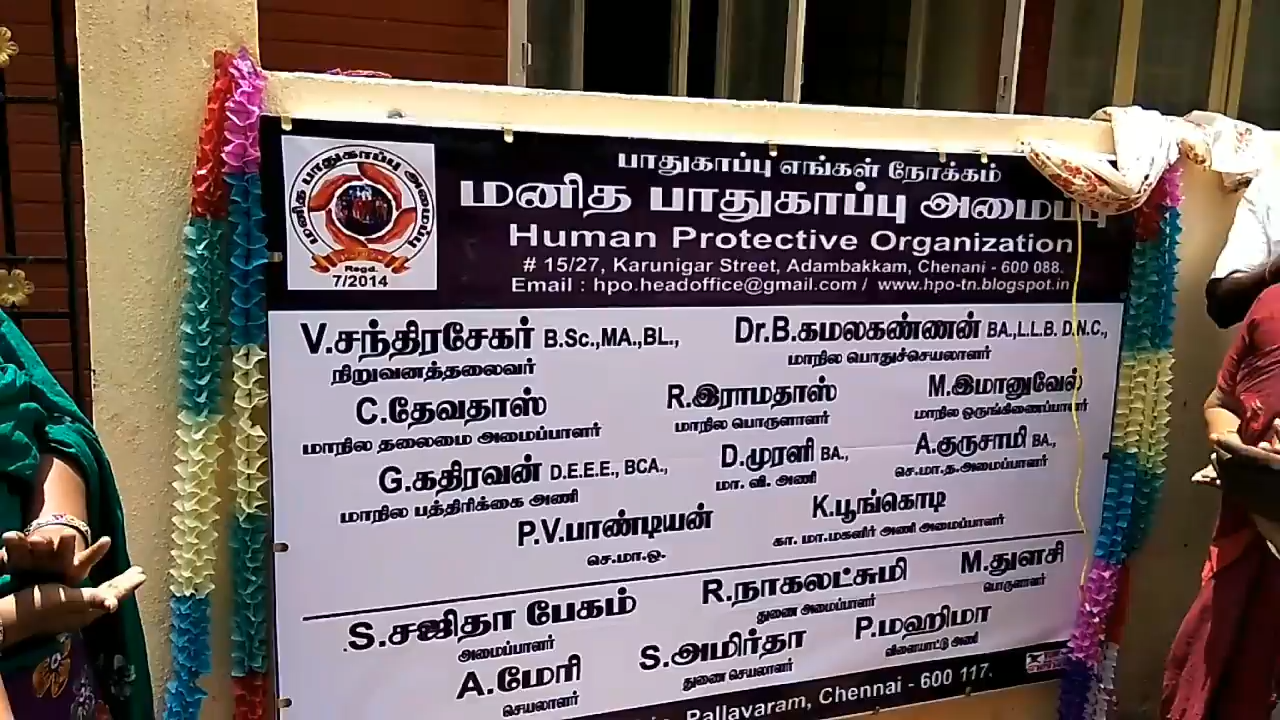 மனித பாதுகாப்பு அமைப்பு
Regd.
7/2014
பாதுகாப்பு எங்கள் நோக்கம்
மனித பாதுகாப்பு அமைப்பு
Human Protective Organization
# 15/27, Karunigar Street, Adambakkam, Chenani - 600 088.
Email : hpo.headoffice@gmail.com / www.hpo-tn.blogspot.in
V.சந்திரசேகர் B.Sc.,MA.,BL., Dr.B.கமலகண்ணன் BA.,L.L.B. D.N.C.,
நிறுவனத்தலைவர் மாநில பொதுச்செயலாளர்
C.தேவதாஸ் R.இராமதாஸ் M.இமானுவேல்
மாநில தலைமை அமைப்பாளர் மாநில பொருளாளர் மாநில ஒருங்கிணைப்பாளர்
G.கதிரவன் D.E.E.E., BCA., D.முரளி BA., A.குருசாமி BA.,
மாநில பத்திரிக்கை அணி மா. வி. அணி செ.மா.த.அமைப்பாளர்
P.V.பாண்டியன் K.பூங்கொடி
செ.மா.ஒ. கா. மா.மகளிர் அணி அமைப்பாளர்
S.சஜிதா பேகம் R.நாகலட்சுமி M.துளசி
அமைப்பாளர் துணை அமைப்பாளர் பொருளாளர்
A.மேரி S.அமிர்தா P.மஹிமா
செயலாளர் துணை செயலாளர் விளையாட்டு அணி
Pallavaram, Chennai - 600 117.